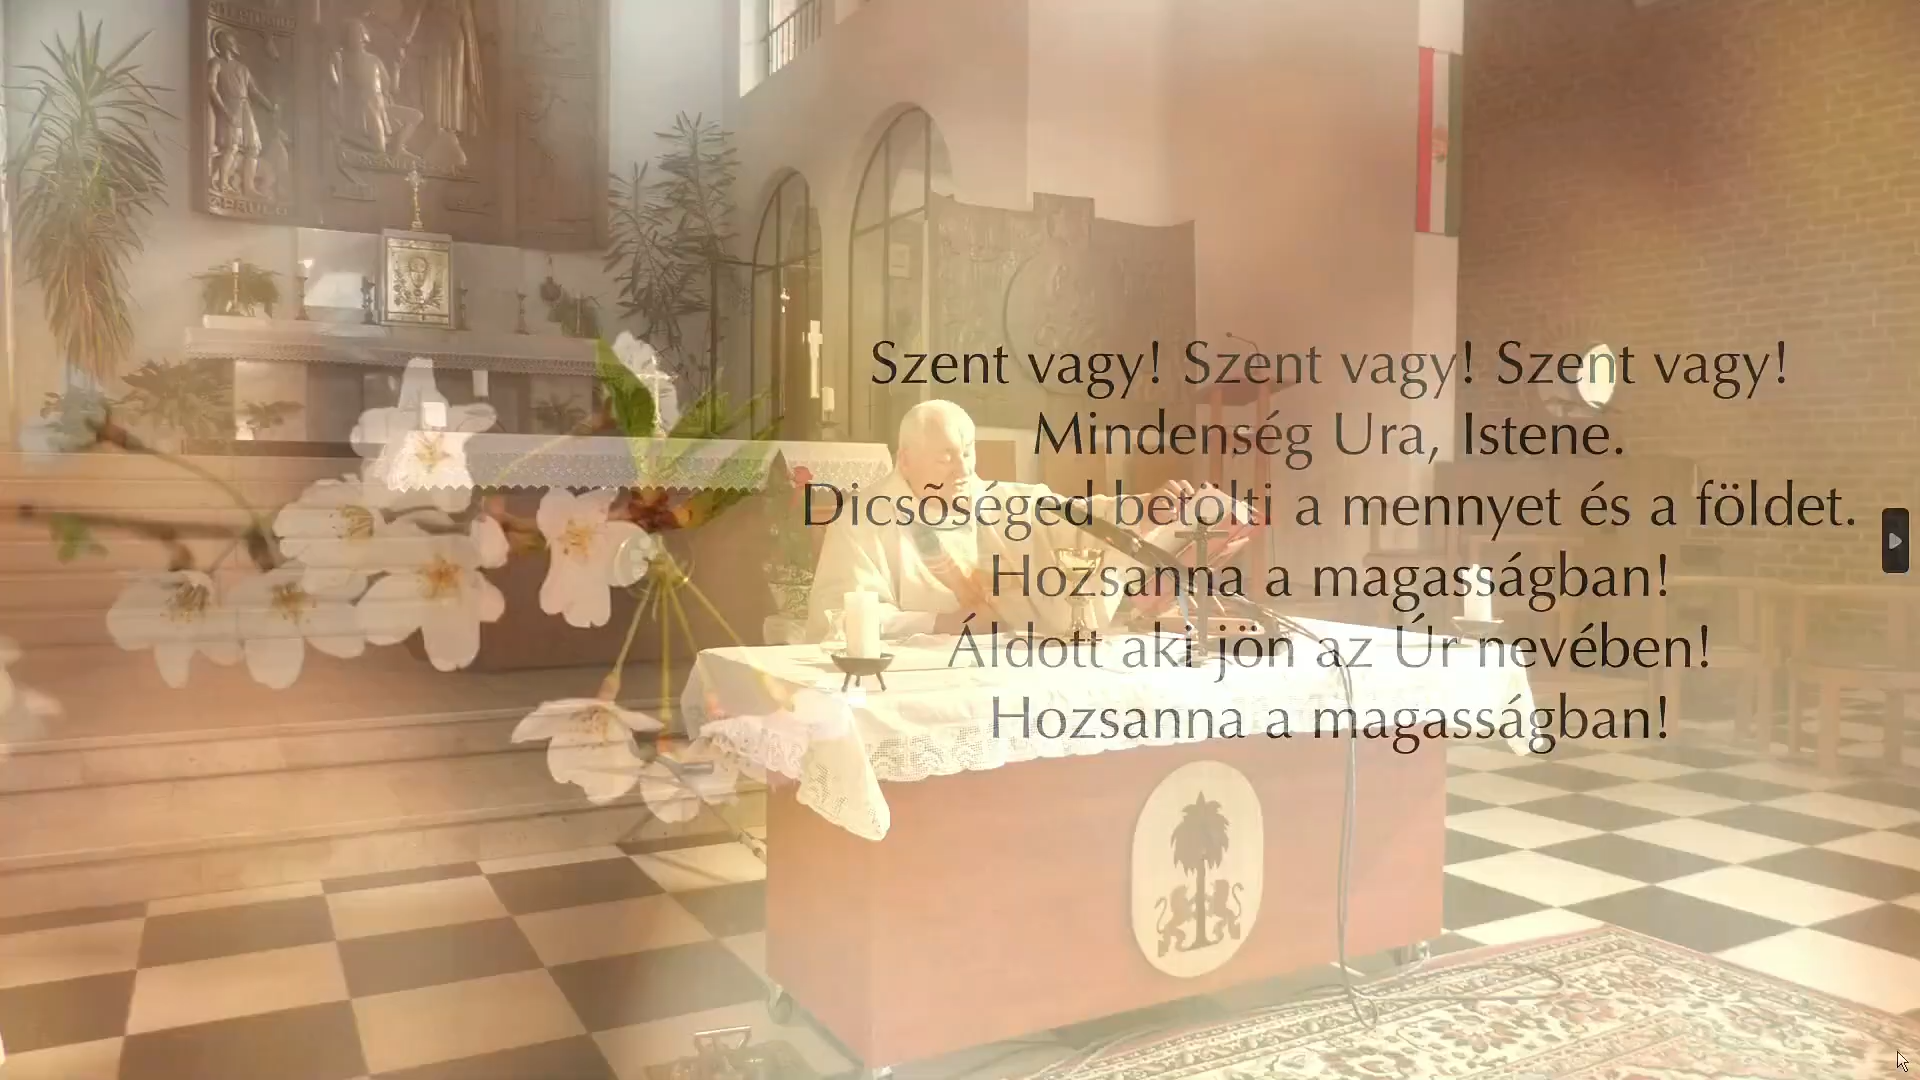 Szent vagy! Szent vagy! Szent vagy!
Mindenség Ura, Istene.
Dicsõséged betölti a mennyet és a földet.
Hozsanna a magasságban!
Áldott aki jön az Úr nevében!
Hozsanna a magasságban!